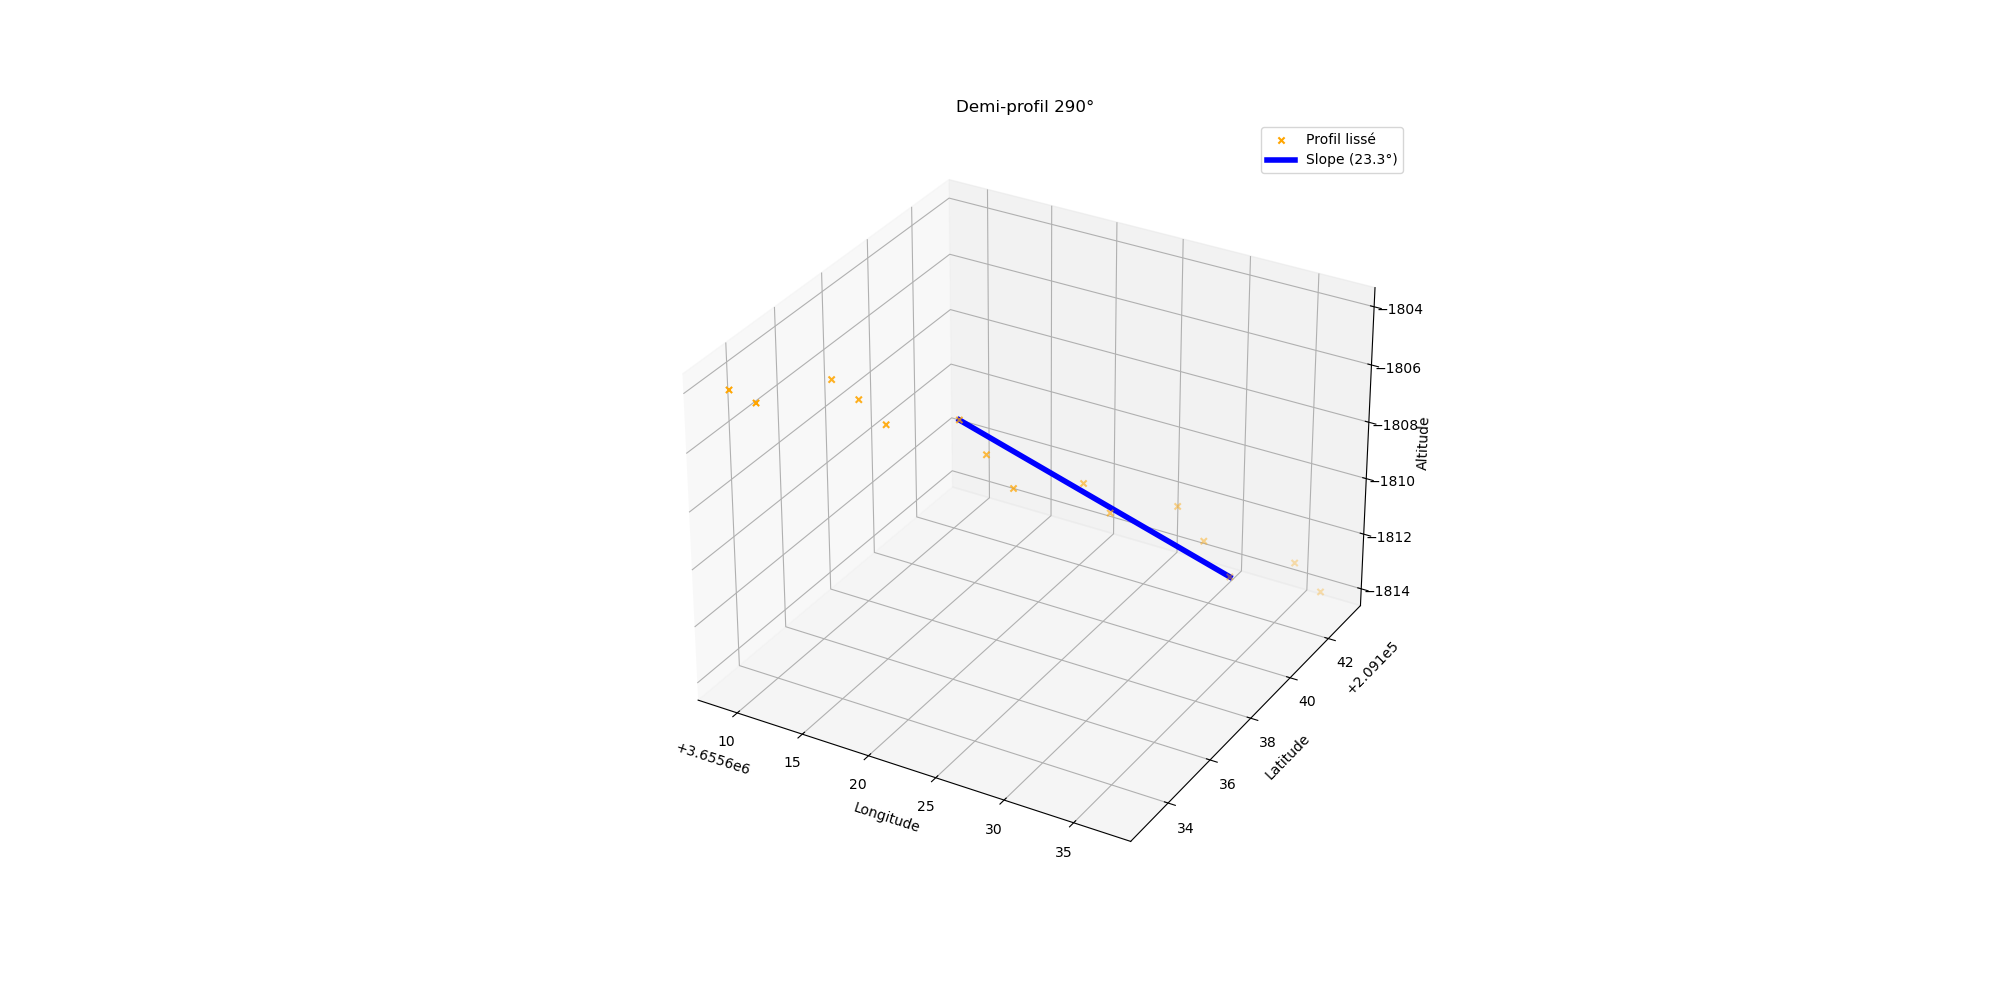 Demi-profil 290°
Profil lissé
Slope (23.3°)
−1804
−1806
−1808
−1810
−1812
−1814
Altitude
42
40
38
36
34
+2.091e5
Latitude
10
15
20
25
30
35
+3.6556e6
Longitude